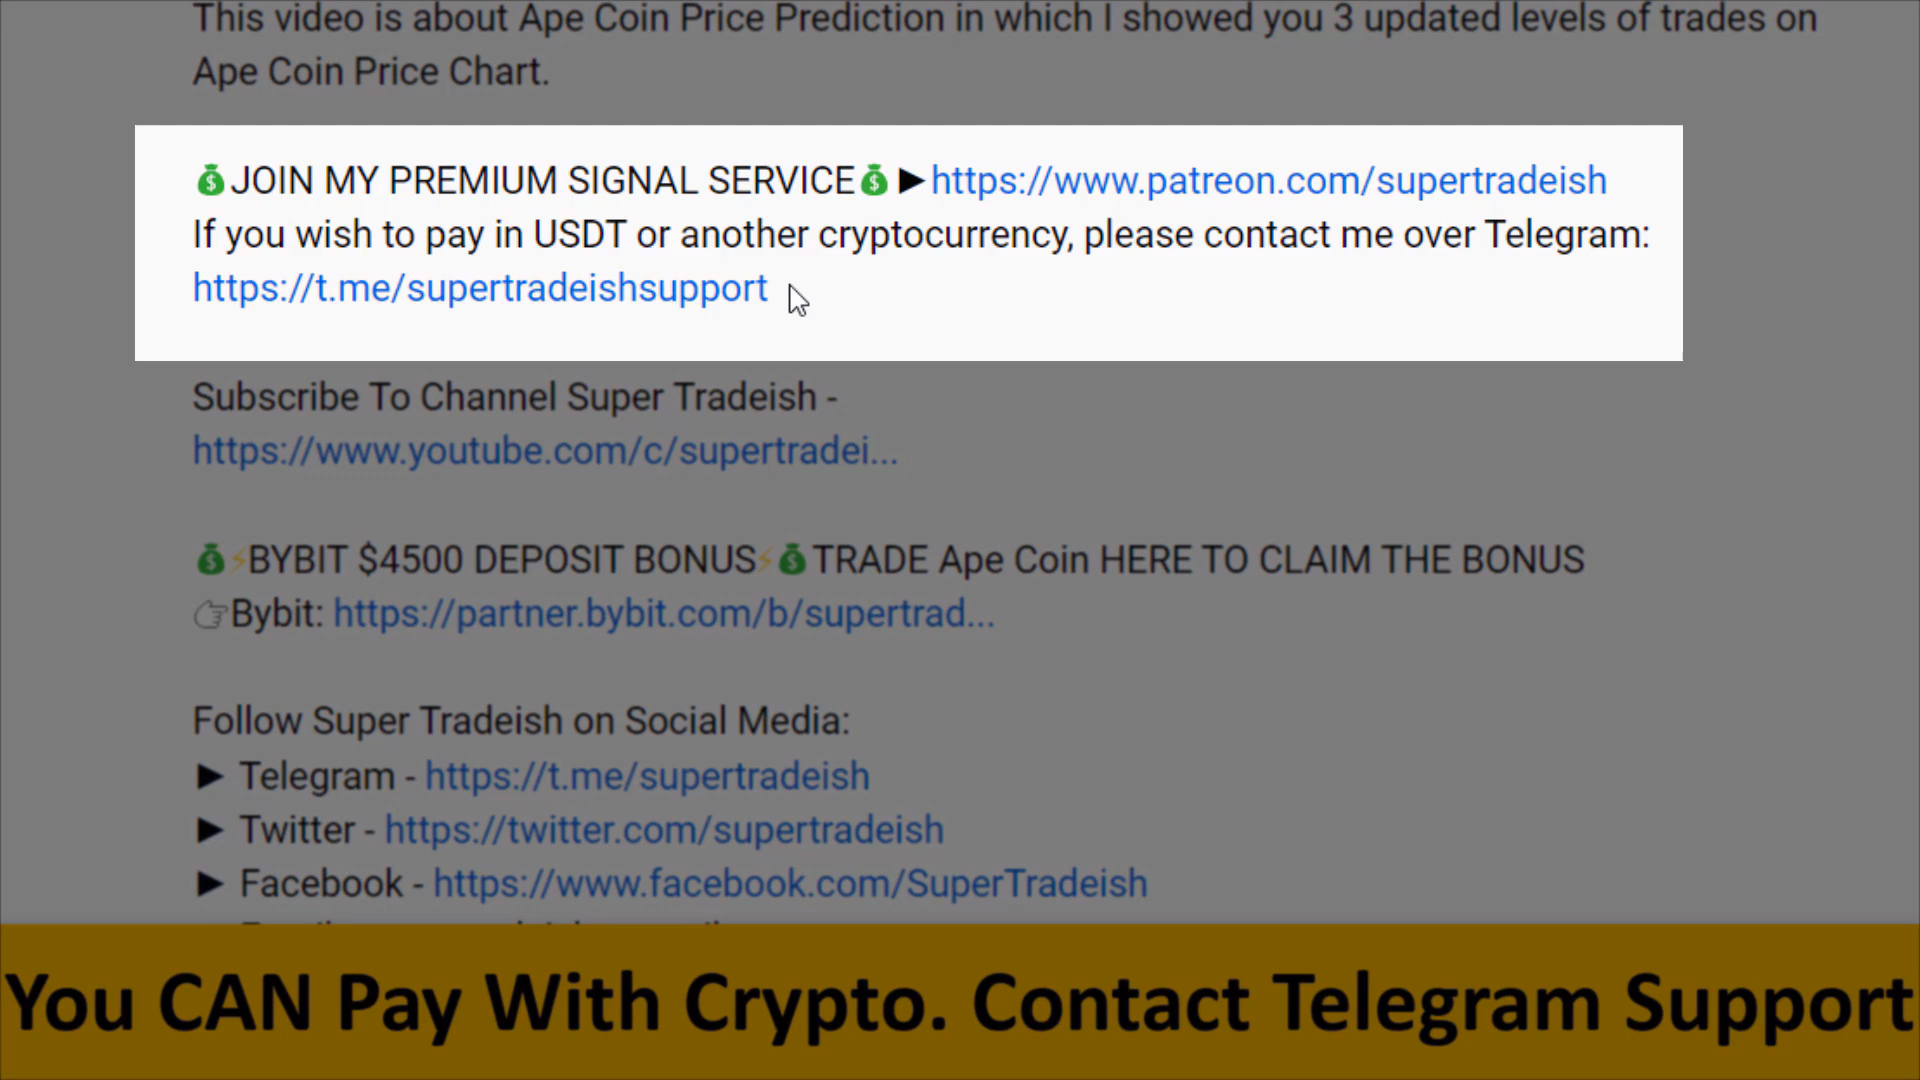 This video is about Ape Coin Price Prediction in which I showed you 3 updated levels of trades on
Ape Coin Price Chart.
💰JOIN MY PREMIUM SIGNAL SERVICE💰►https://www.patreon.com/supertradeish
If you wish to pay in USDT or another cryptocurrency, please contact me over Telegram:
https://t.me/supertradeishsupport
Subscribe To Channel Super Tradeish -
https://www.youtube.com/c/supertradei...
💰⚡BYBIT $4500 DEPOSIT BONUS⚡💰TRADE Ape Coin HERE TO CLAIM THE BONUS
👉Bybit: https://partner.bybit.com/b/supertrad...
Follow Super Tradeish on Social Media:
► Telegram - https://t.me/supertradeish
► Twitter - https://twitter.com/supertradeish
► Facebook - https://www.facebook.com/SuperTradeish
You CAN Pay With Crypto. Contact Telegram Support